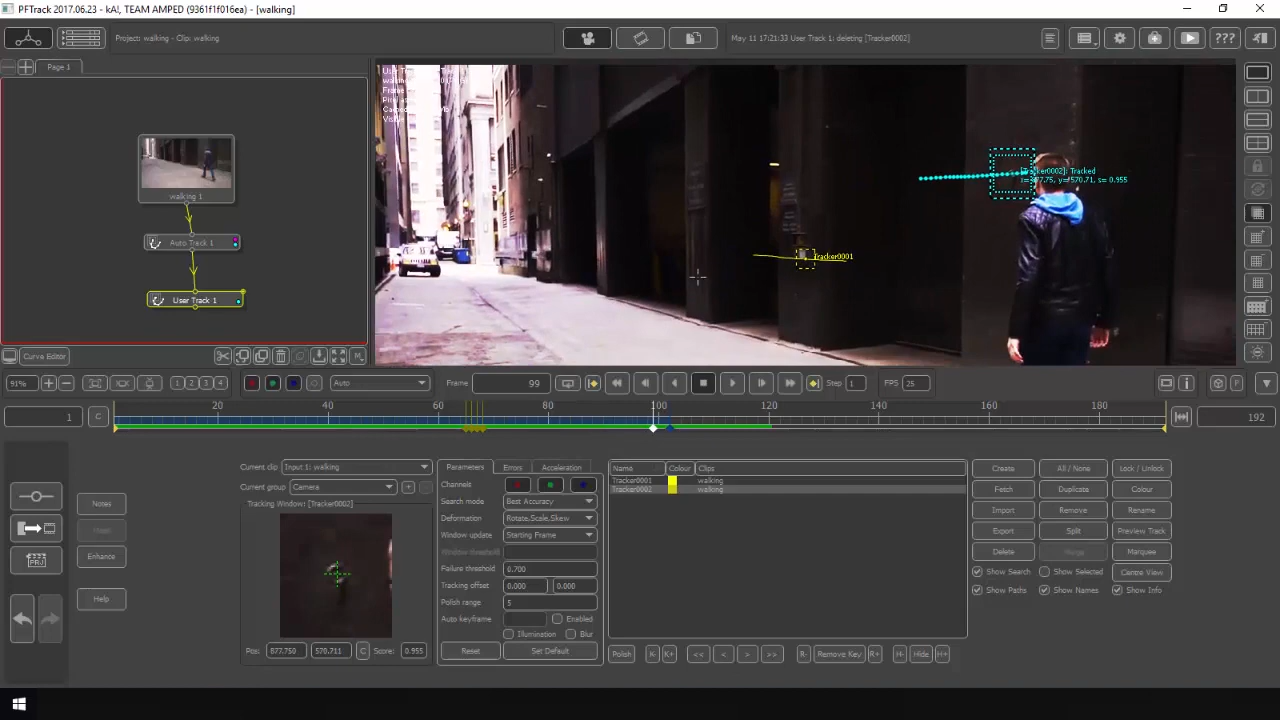 PFTrack 2017.06.23 - kA!, TEAM AMPED (9361f1f016ea) - [walking]
Project: walking - Clip: walking
May 11 17:21:33 User Track 1: deleting [Tracker0002]
???
Page 1
walking 1
Auto Track 1
User Track 1
[Tracker0002]: Tracked
y=570.71, s= 0.955
Tracker0001
Curve Editor
M
91%
1 2 3 4
Auto
Frame 99
Step 1
FPS 25
P
1 C 20 40 60 80 100 120 140 160 180 192
Current clip Input 1: walking
Current group Camera
Tracking Window: [Tracker0002]
Pos: 877.750 570.711 C Score: 0.955
Notes
Enhance
Help
PRJ
Parameters Errors Acceleration
Channels
Search mode Best Accuracy
Deformation Rotate,Scale,Skew
Window update Starting Frame
Window threshold
Failure threshold 0.700
Tracking offset 0.000 0.000
Polish range 5
Auto keyframe Enabled
Illumination Blur
Reset Set Default
Name Colour Clips
Tracker0001 walking
Tracker0002 walking
Polish K- K+ << < > >> R- Remove Key R+ H- Hide H+
Create All / None Lock / Unlock
Fetch Duplicate Colour
Import Remove Rename
Export Split Preview Track
Delete Merge Marquee
Show Search Show Selected Centre View
Show Paths Show Names Show Info